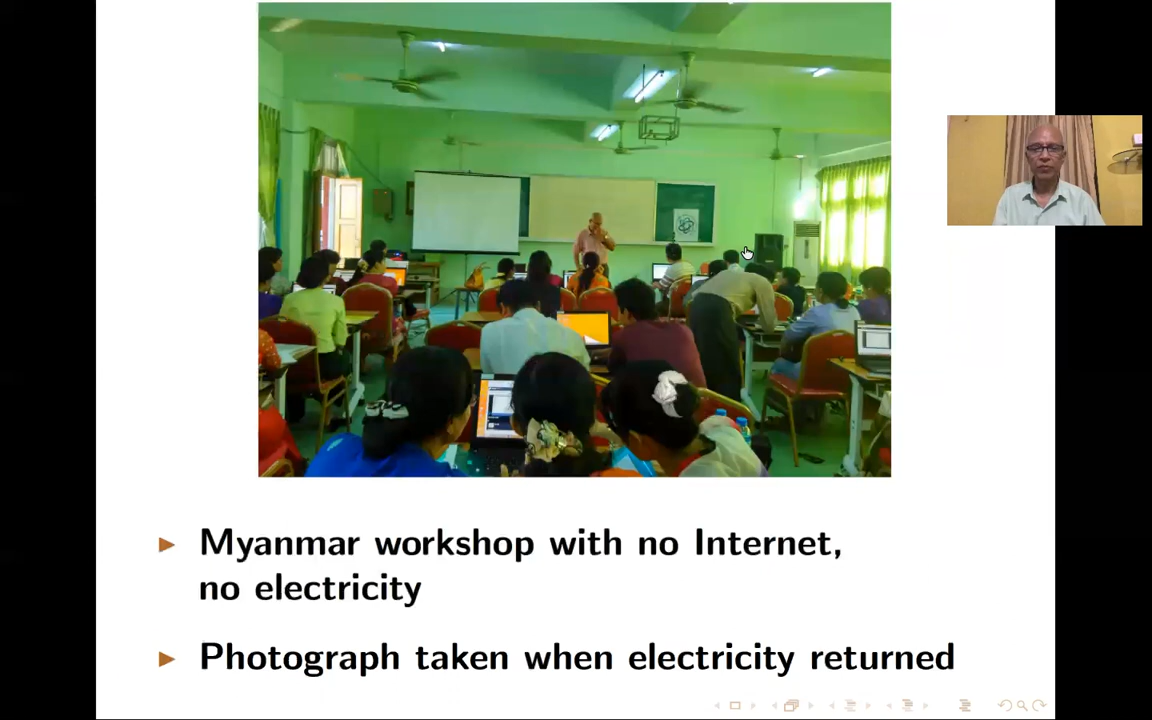 Myanmar workshop with no Internet,
no electricity
Photograph taken when electricity returned